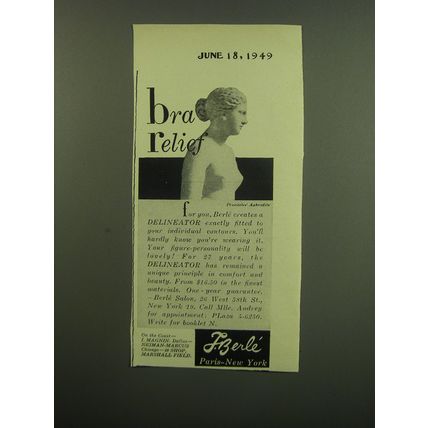 JUNE 18, 1949
bra
relief
Praxiteles' Aphrodite
for you, Berlé creates a
DELINEATOR exactly fitted to
your individual contours. You'll
hardly know you're wearing it.
Your figure-personality will be
lovely! For 27 years, the
DELINEATOR has remained a
unique principle in comfort and
beauty. From $16.50 in the finest
materials. One-year guarantee.
—Berlé Salon, 26 West 58th St.,
New York 19. Call Mlle. Audrey
for appointment. PLaza 5-6250.
Write for booklet N.
On the Coast—
I. MAGNIN. Dallas—
NEIMAN-MARCUS
Chicago— SHOP,
MARSHALL FIELD.
F. Berlé
Paris-New York